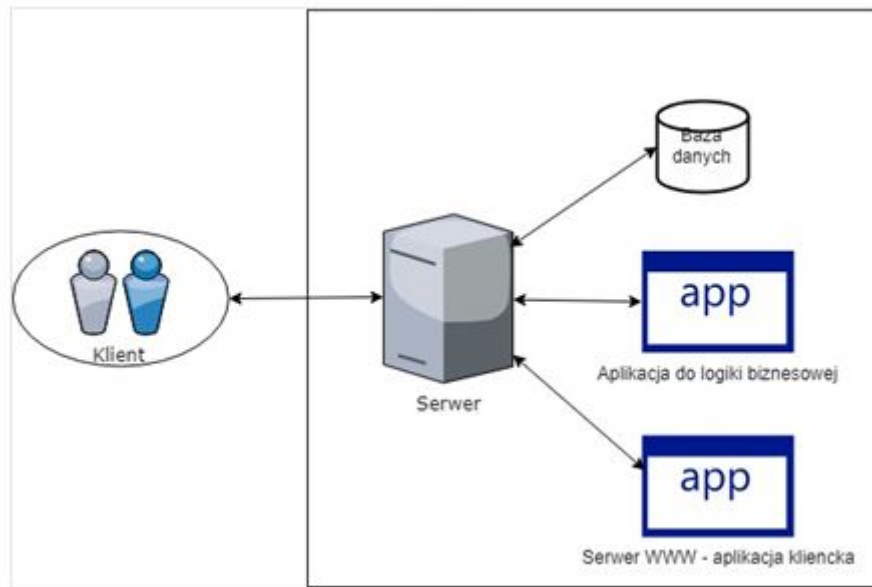 Klient
Serwer
Baza
danych
app
Aplikacja do logiki biznesowej
app
Serwer WWW - aplikacja kliencka